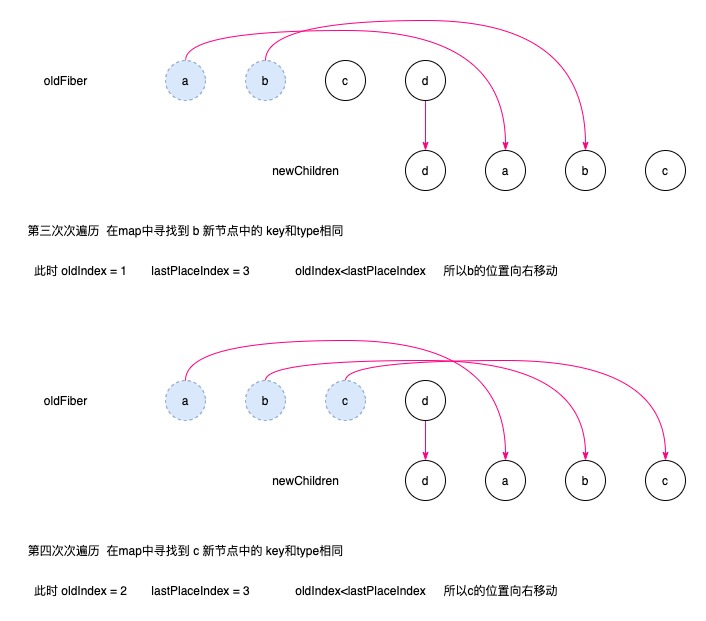 oldFiber a b c d
newChildren d a b c
第三次次遍历 在map中寻找到 b 新节点中的 key和type相同
此时 oldIndex = 1 lastPlaceIndex = 3 oldIndex<lastPlaceIndex 所以b的位置向右移动
oldFiber a b c d
newChildren d a b c
第四次次遍历 在map中寻找到 c 新节点中的 key和type相同
此时 oldIndex = 2 lastPlaceIndex = 3 oldIndex<lastPlaceIndex 所以c的位置向右移动